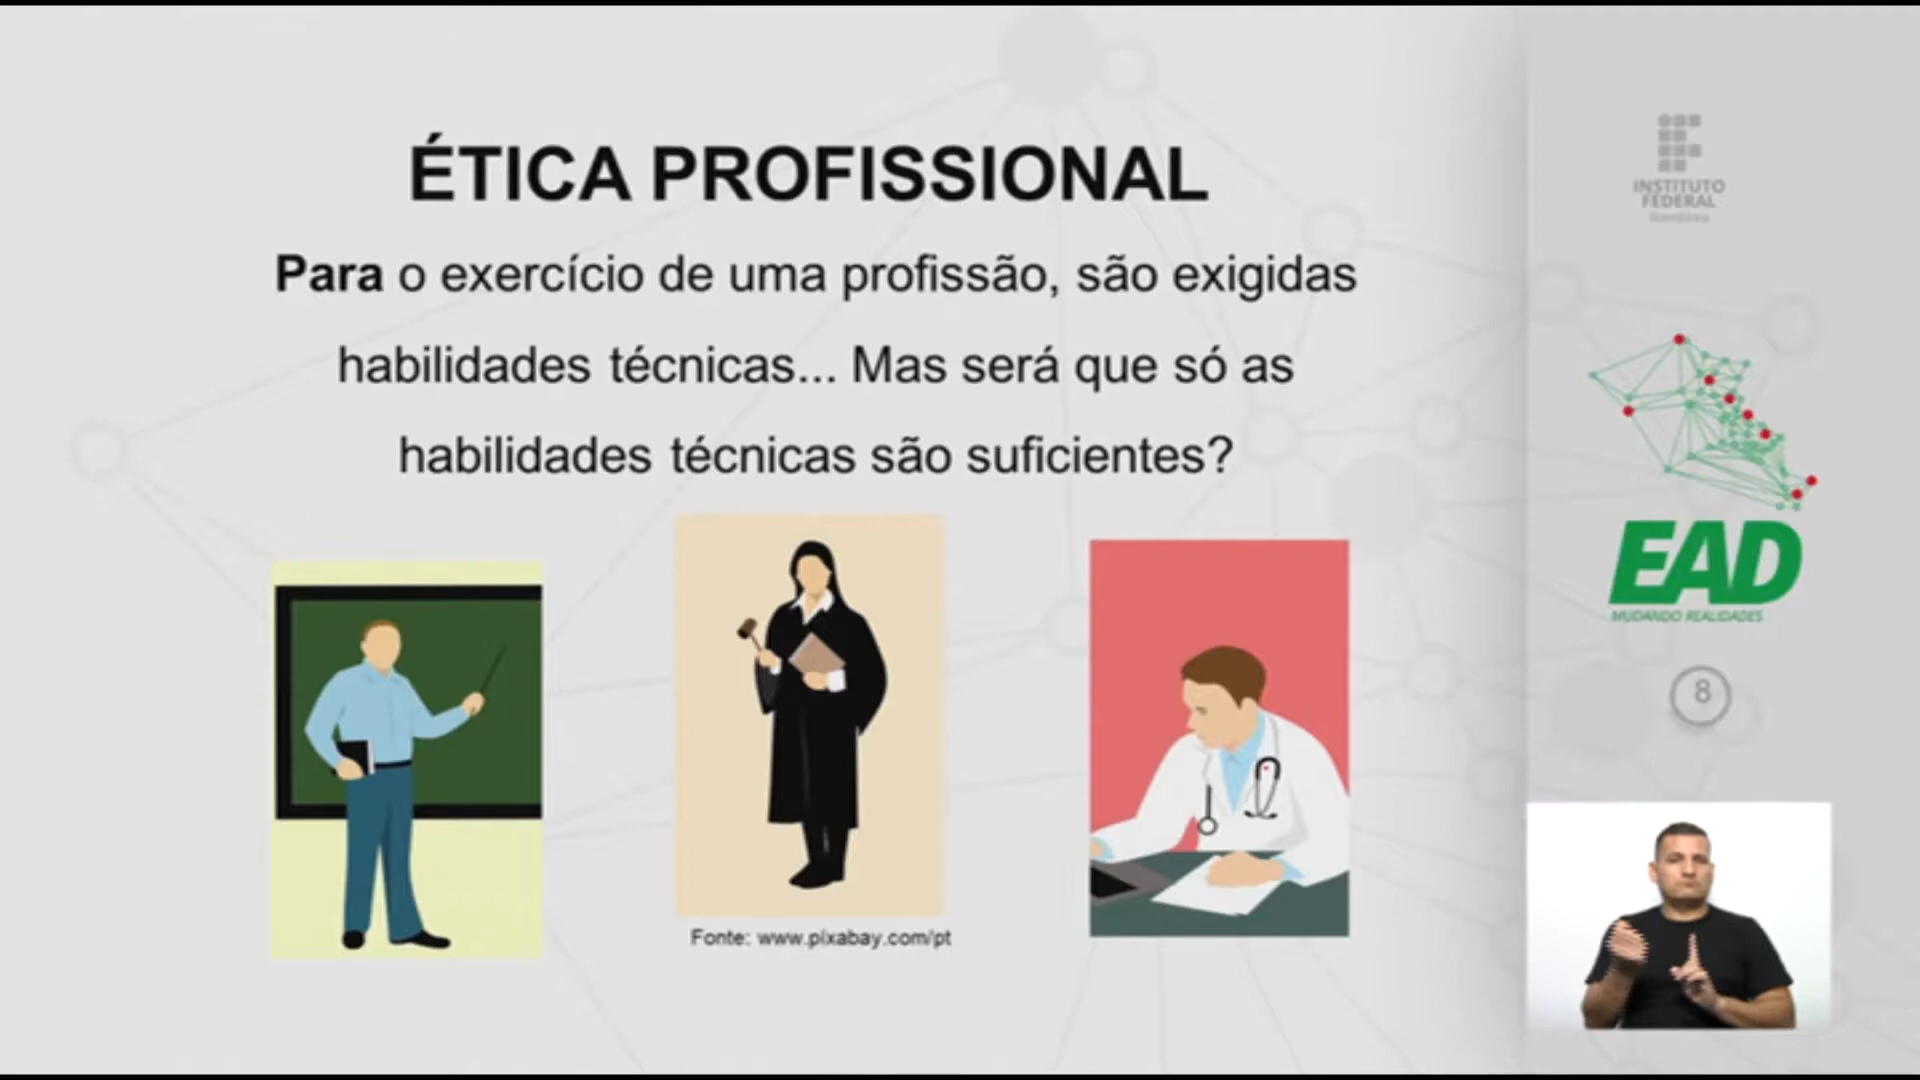 ÉTICA PROFISSIONAL
Para o exercício de uma profissão, são exigidas
habilidades técnicas... Mas será que só as
habilidades técnicas são suficientes?
Fonte: www.pixabay.com/pt
INSTITUTO
FEDERAL
Rondônia
EAD
MUDANDO REALIDADES
8